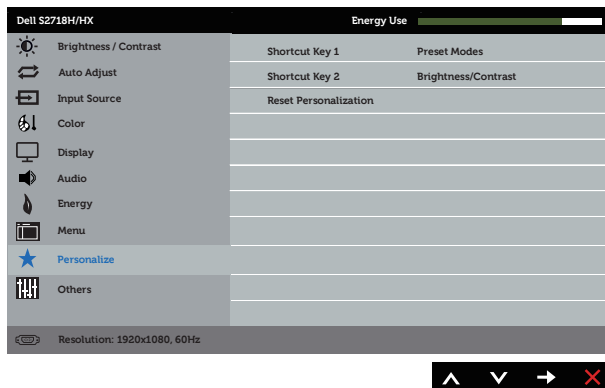 Dell S2718H/HX Energy Use
Brightness / Contrast
Auto Adjust
Input Source
Color
Display
Audio
Energy
Menu
Personalize
Others
Shortcut Key 1 Preset Modes
Shortcut Key 2 Brightness/Contrast
Reset Personalization
Resolution: 1920x1080, 60Hz